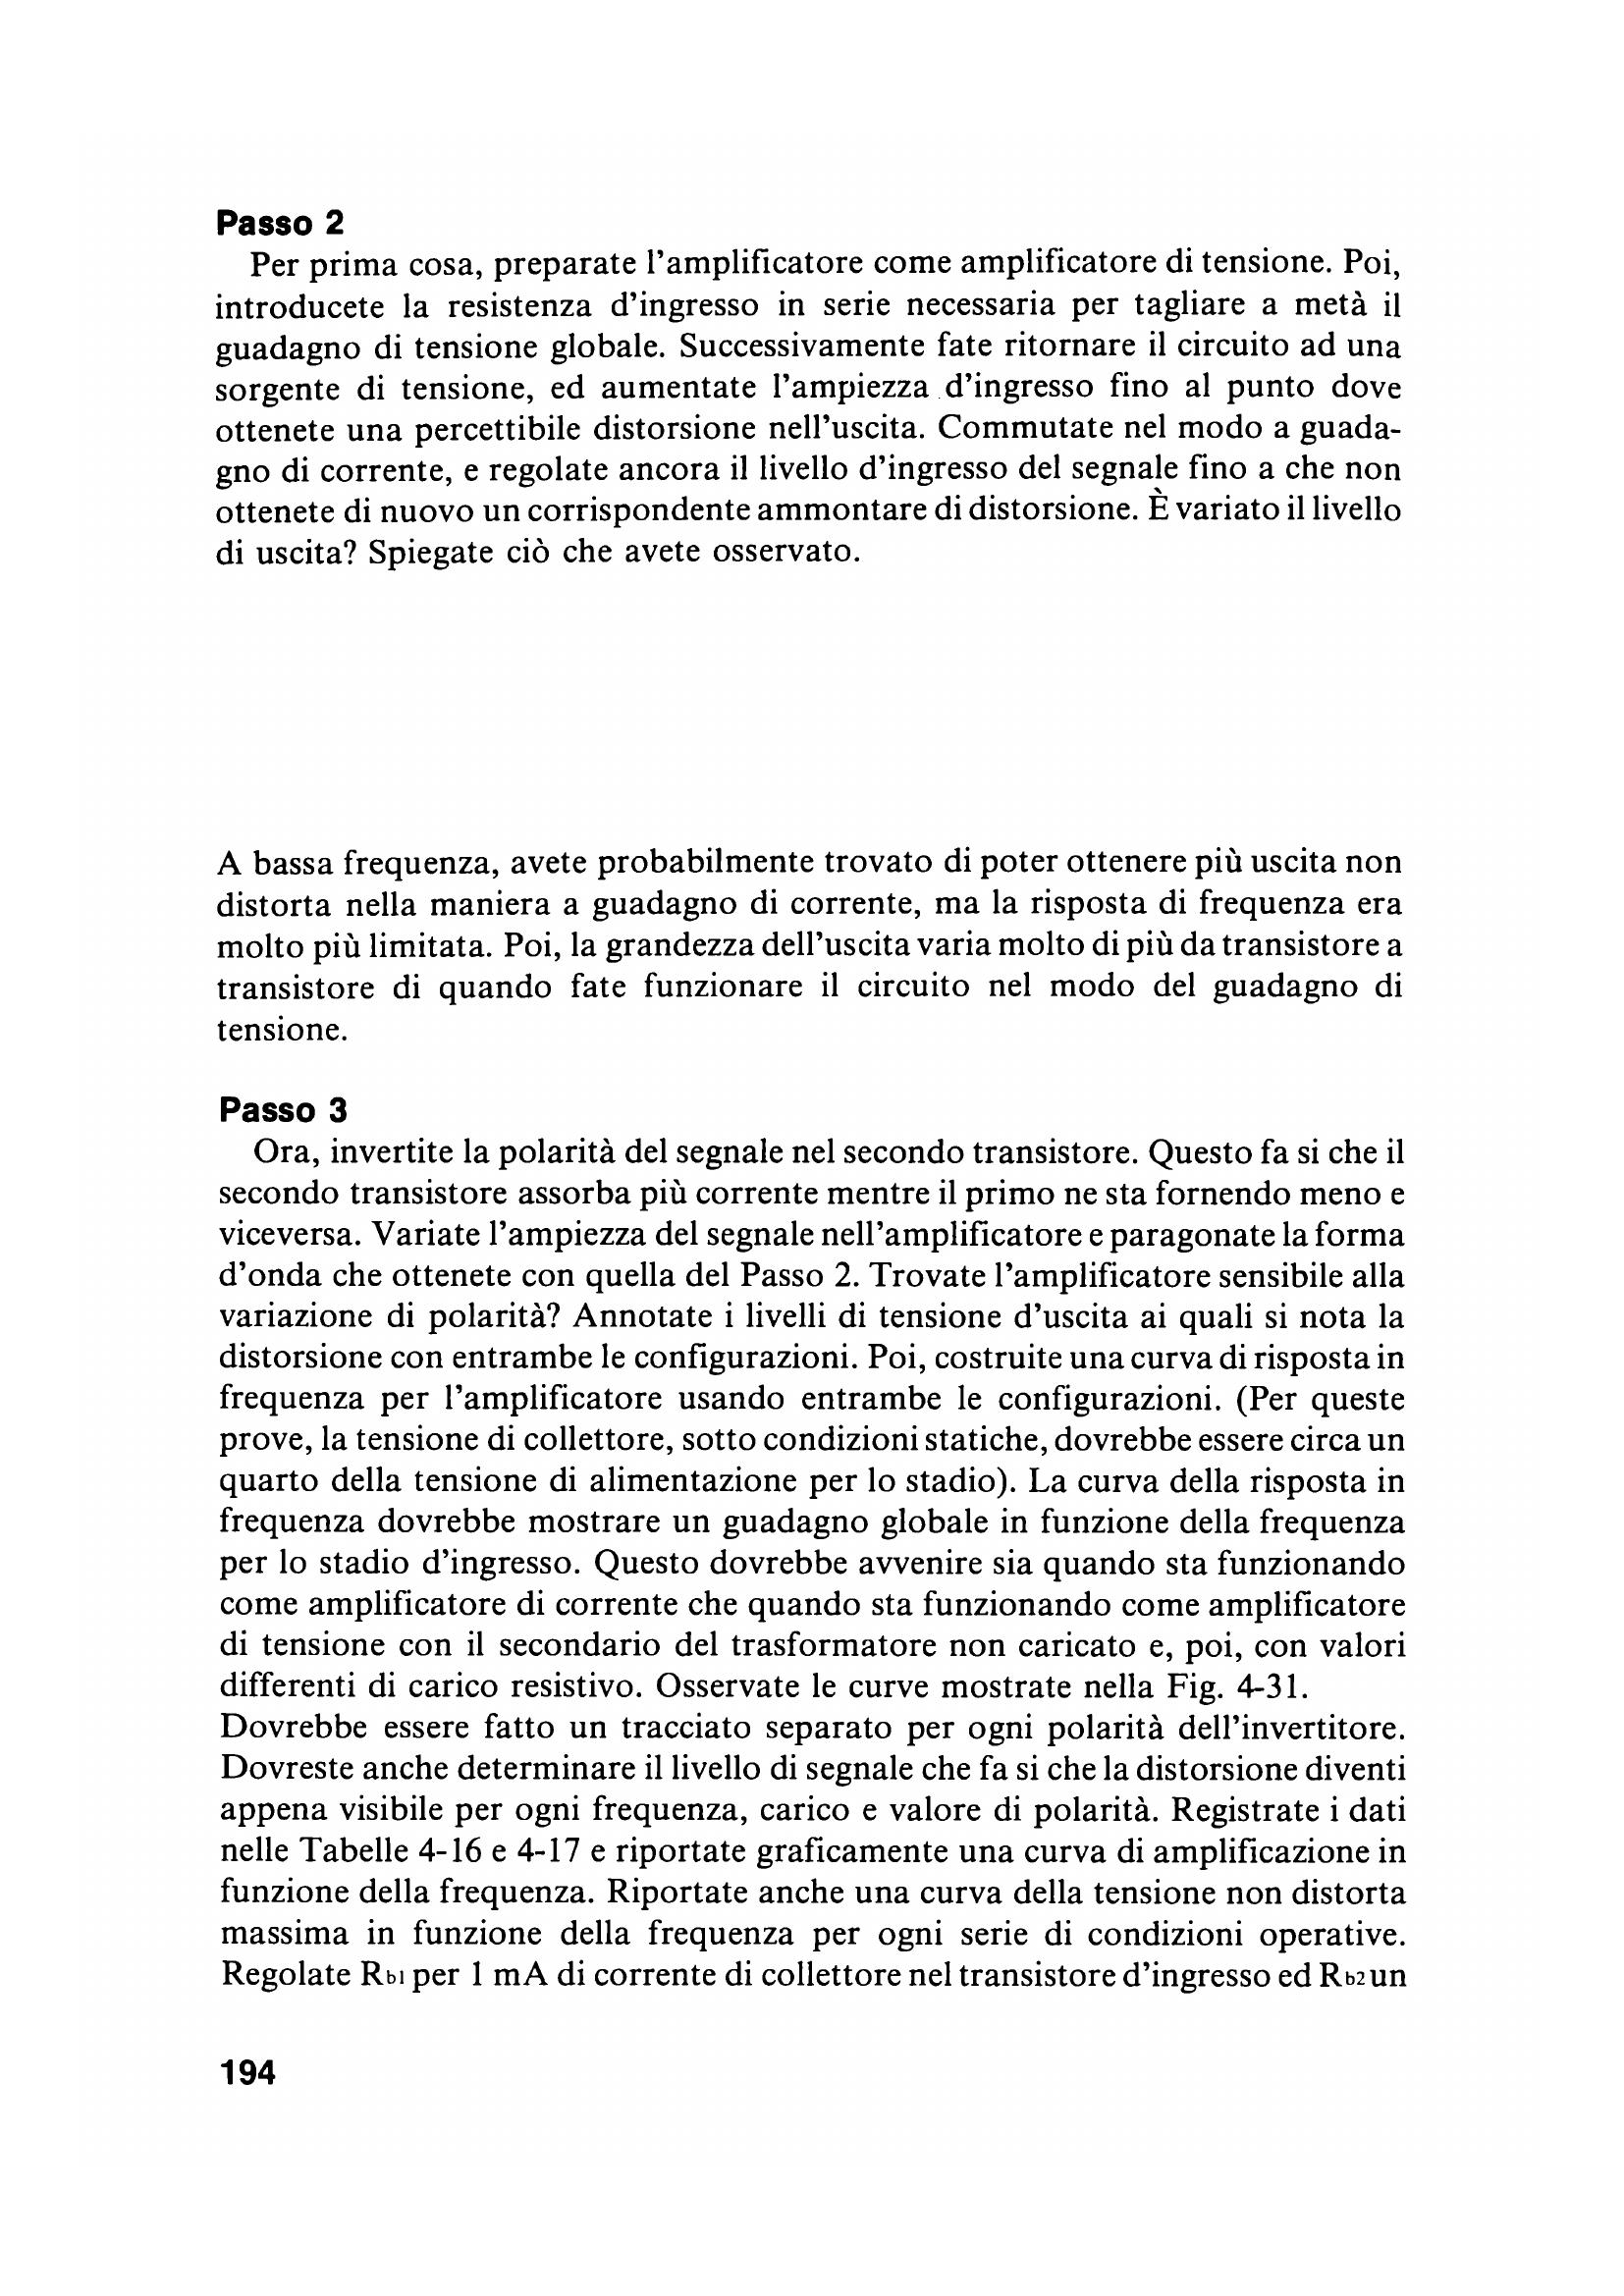 Passo 2
Per prima cosa, preparate l'amplificatore come amplificatore di tensione. Poi,
introducete la resistenza d'ingresso in serie necessaria per tagliare a metà il
guadagno di tensione globale. Successivamente fate ritornare il circuito ad una
sorgente di tensione, ed aumentate l'ampiezza d'ingresso fino al punto dove
ottenete una percettibile distorsione nell'uscita. Commutate nel modo a guada-
gno di corrente, e regolate ancora il livello d'ingresso del segnale fino a che non
ottenete di nuovo un corrispondente ammontare di distorsione. È variato il livello
di uscita? Spiegate ciò che avete osservato.
A bassa frequenza, avete probabilmente trovato di poter ottenere più uscita non
distorta nella maniera a guadagno di corrente, ma la risposta di frequenza era
molto più limitata. Poi, la grandezza dell'uscita varia molto di più da transistore a
transistore di quando fate funzionare il circuito nel modo del guadagno di
tensione.
Passo 3
Ora, invertite la polarità del segnale nel secondo transistore. Questo fa si che il
secondo transistore assorba più corrente mentre il primo ne sta fornendo meno e
viceversa. Variate l'ampiezza del segnale nell'amplificatore e paragonate la forma
d'onda che ottenete con quella del Passo 2. Trovate l'amplificatore sensibile alla
variazione di polarità? Annotate i livelli di tensione d'uscita ai quali si nota la
distorsione con entrambe le configurazioni. Poi, costruite una curva di risposta in
frequenza per l'amplificatore usando entrambe le configurazioni. (Per queste
prove, la tensione di collettore, sotto condizioni statiche, dovrebbe essere circa un
quarto della tensione di alimentazione per lo stadio). La curva della risposta in
frequenza dovrebbe mostrare un guadagno globale in funzione della frequenza
per lo stadio d'ingresso. Questo dovrebbe avvenire sia quando sta funzionando
come amplificatore di corrente che quando sta funzionando come amplificatore
di tensione con il secondario del trasformatore non caricato e, poi, con valori
differenti di carico resistivo. Osservate le curve mostrate nella Fig. 4-31.
Dovrebbe essere fatto un tracciato separato per ogni polarità dell'invertitore.
Dovreste anche determinare il livello di segnale che fa si che la distorsione diventi
appena visibile per ogni frequenza, carico e valore di polarità. Registrate i dati
nelle Tabelle 4-16 e 4-17 e riportate graficamente una curva di amplificazione in
funzione della frequenza. Riportate anche una curva della tensione non distorta
massima in funzione della frequenza per ogni serie di condizioni operative.
Regolate Rb1 per 1 mA di corrente di collettore nel transistore d'ingresso ed Rb2 un
194